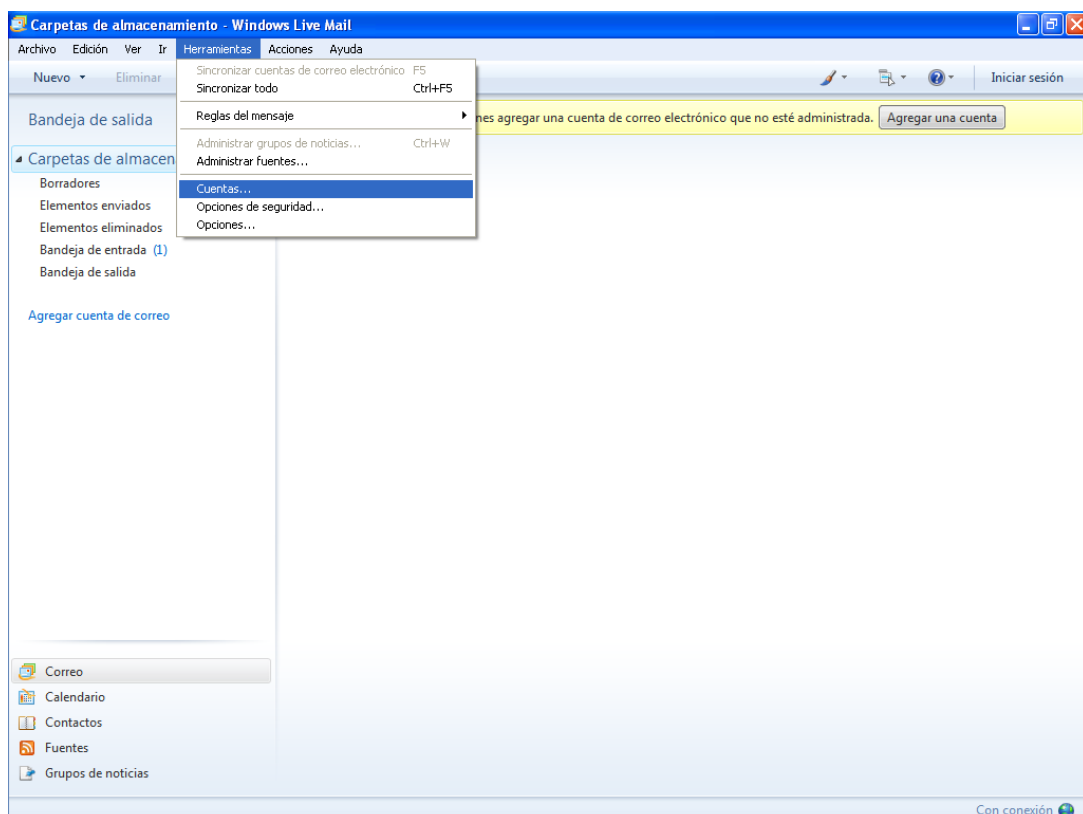 Carpetas de almacenamiento - Windows Live Mail
Archivo Edición Ver Ir Herramientas Acciones Ayuda
Nuevo Eliminar Iniciar sesión
Sincronizar cuentas de correo electrónico F5
Sincronizar todo Ctrl+F5
Reglas del mensaje
Administrar grupos de noticias... Ctrl+W
Administrar fuentes...
Cuentas...
Opciones de seguridad...
Opciones...
agregar una cuenta de correo electrónico que no esté administrada. Agregar una cuenta
Bandeja de salida
Carpetas de
Borradores
Elementos enviados
Elementos eliminados
Bandeja de entrada (1)
Bandeja de salida
Agregar cuenta de correo
Correo
Calendario
Contactos
Fuentes
Grupos de noticias
Con conexión